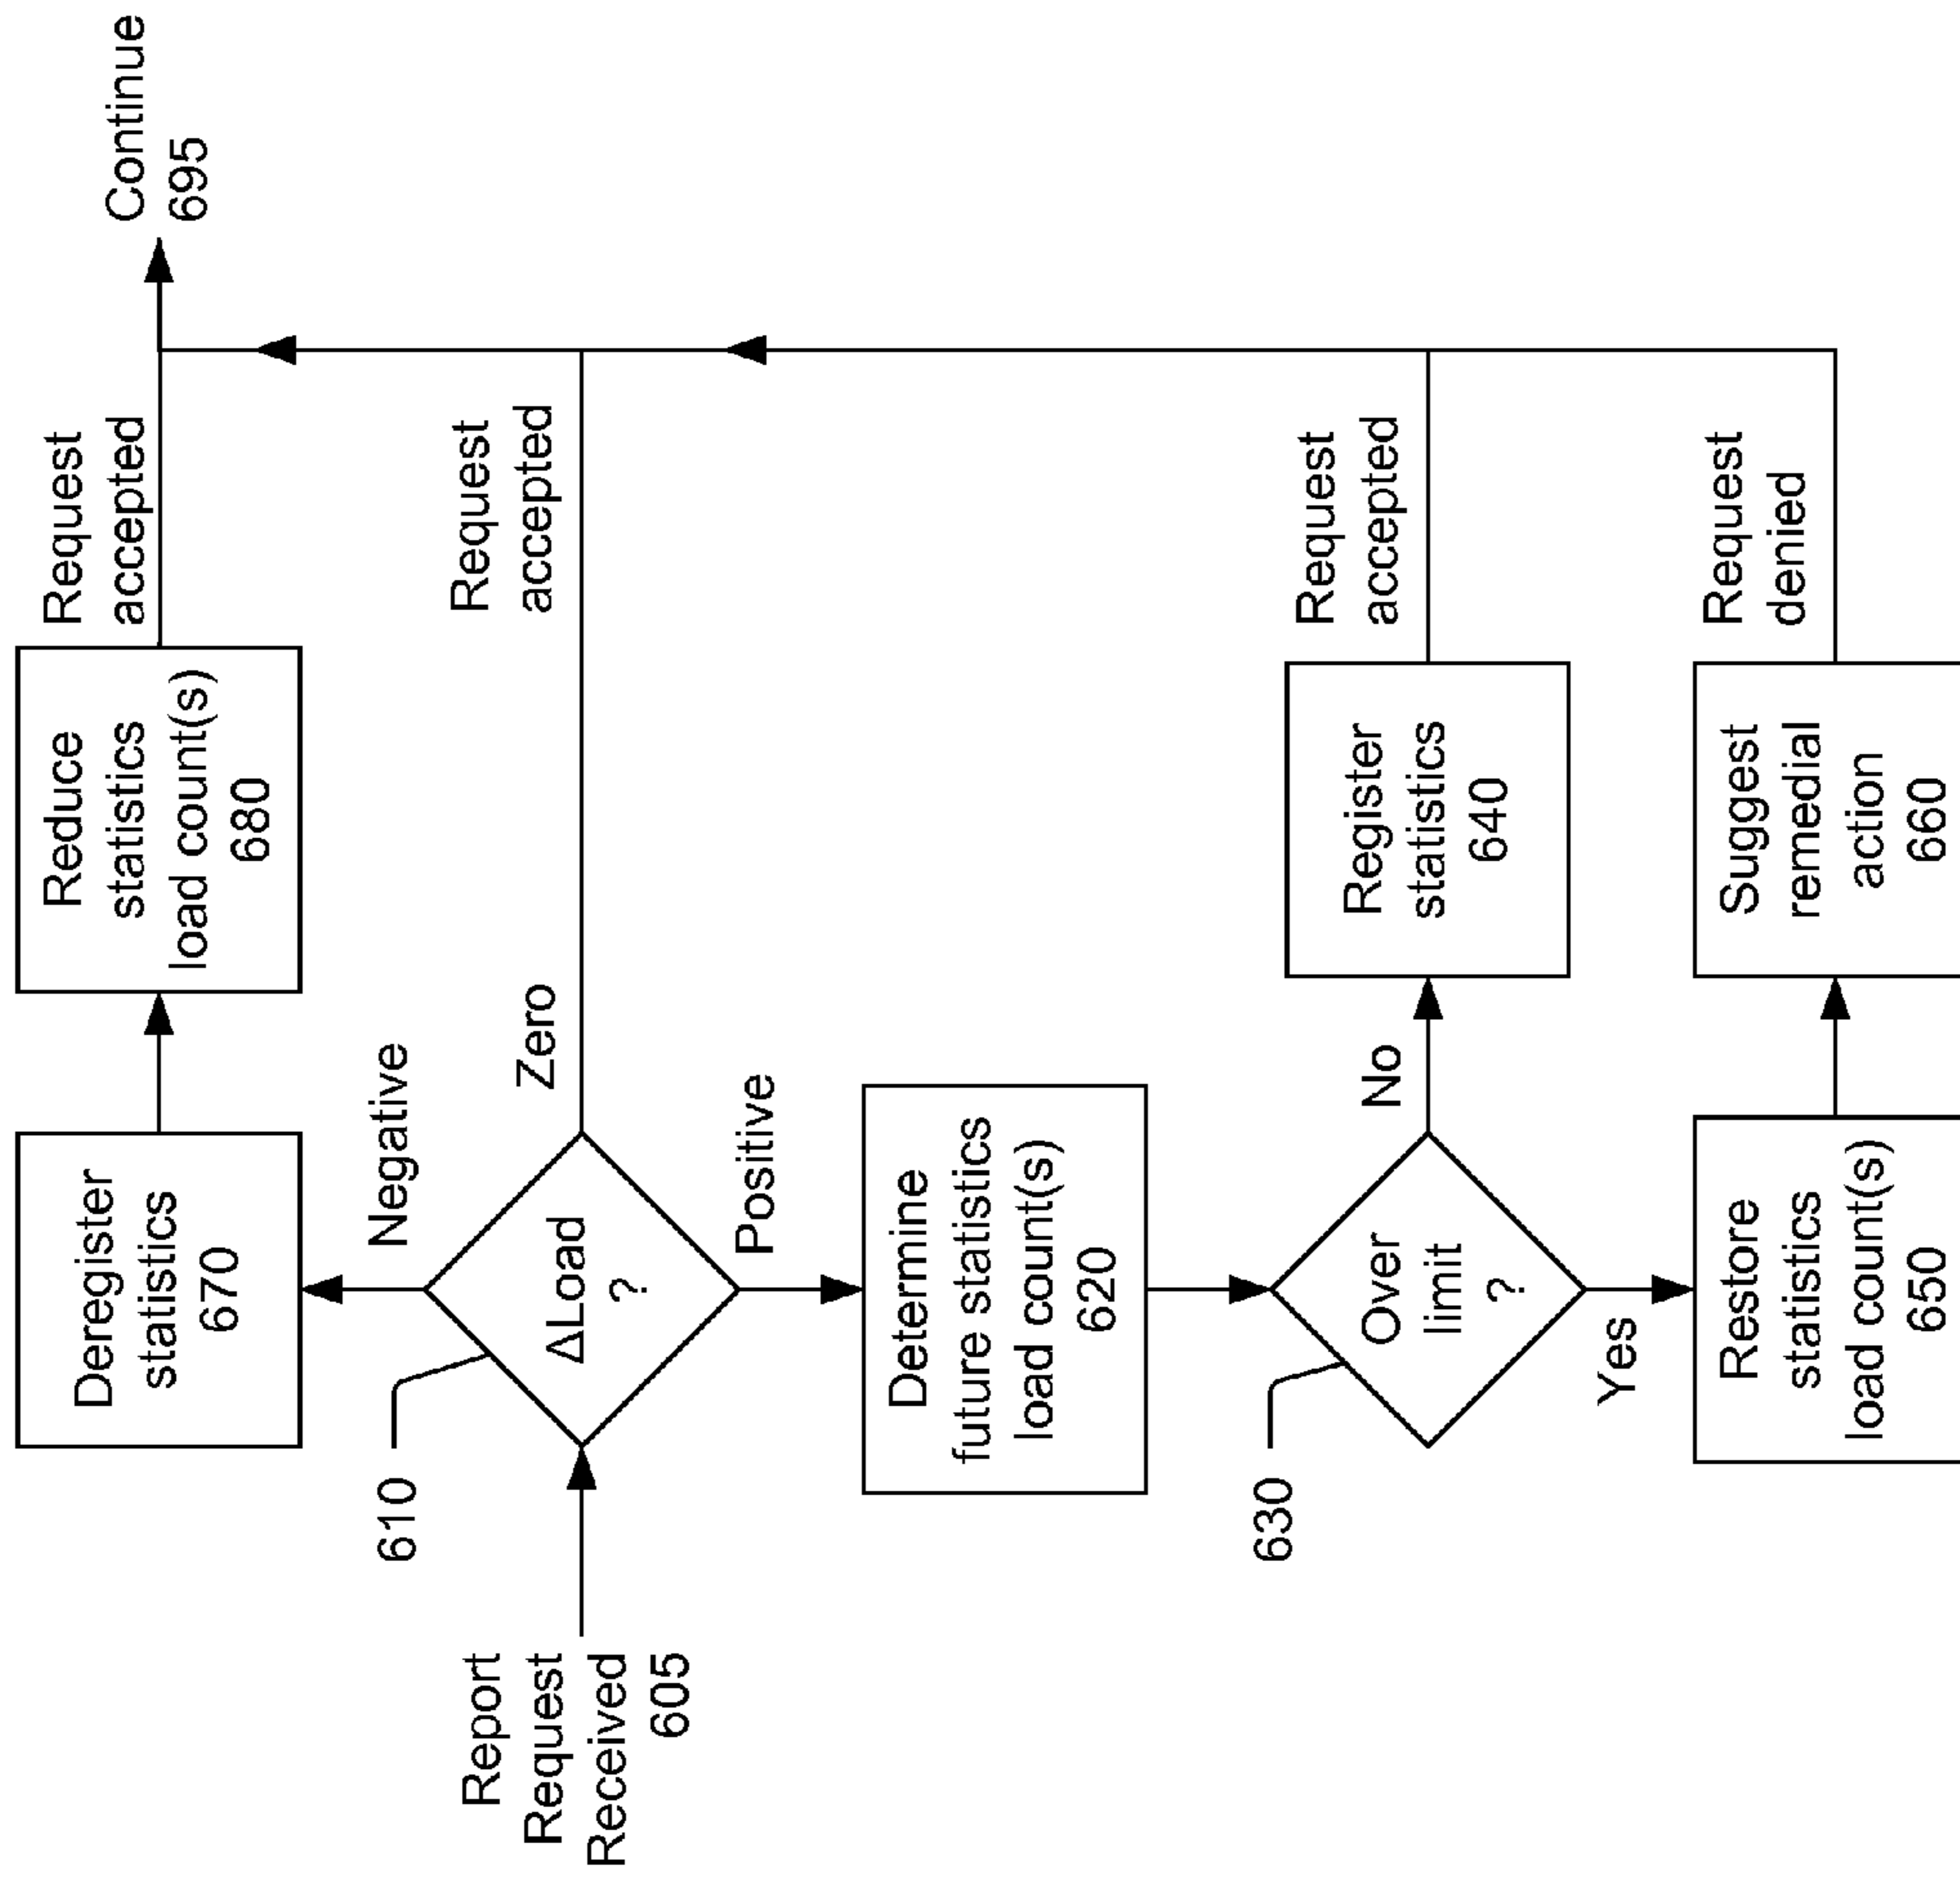 Report
Request
Received
605
610
ΔLoad
?
Negative
Zero
Positive
Deregister
statistics
670
Reduce
statistics
load count(s)
680
Request
accepted
Continue
695
Request
accepted
Determine
future statistics
load count(s)
620
630
Over
limit
?
No
Yes
Register
statistics
640
Request
accepted
Restore
statistics
load count(s)
650
Suggest
remedial
action
660
Request
denied